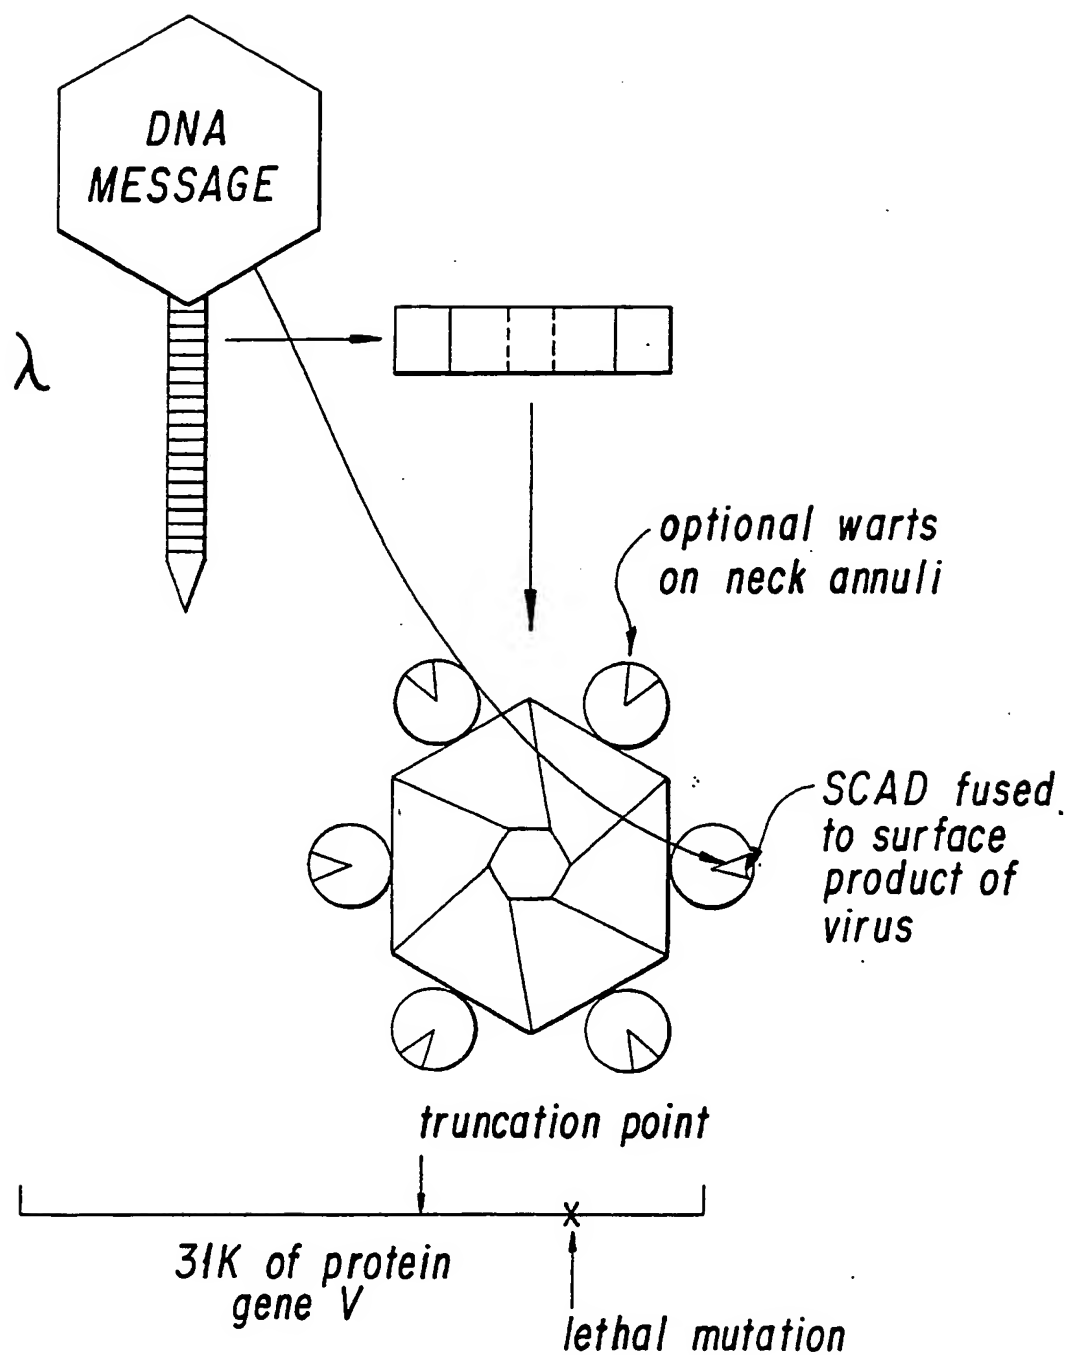 DNA
MESSAGE
λ
optional warts
on neck annuli
SCAD fused
to surface
product of
virus
truncation point
X
31K of protein
gene V
lethal mutation